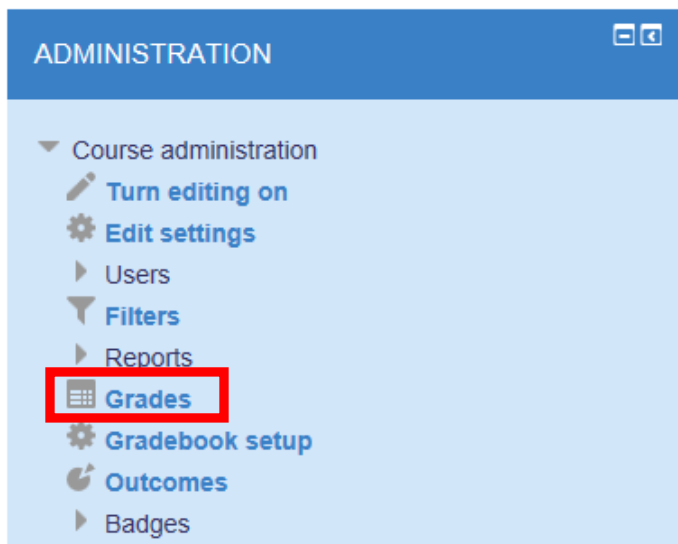 ADMINISTRATION
Course administration
Turn editing on
Edit settings
Users
Filters
Reports
Grades
Gradebook setup
Outcomes
Badges